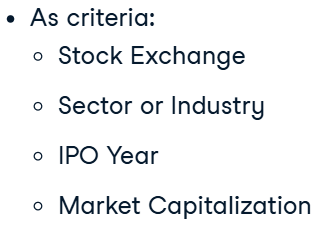 • As criteria:
◦ Stock Exchange
◦ Sector or Industry
◦ IPO Year
◦ Market Capitalization